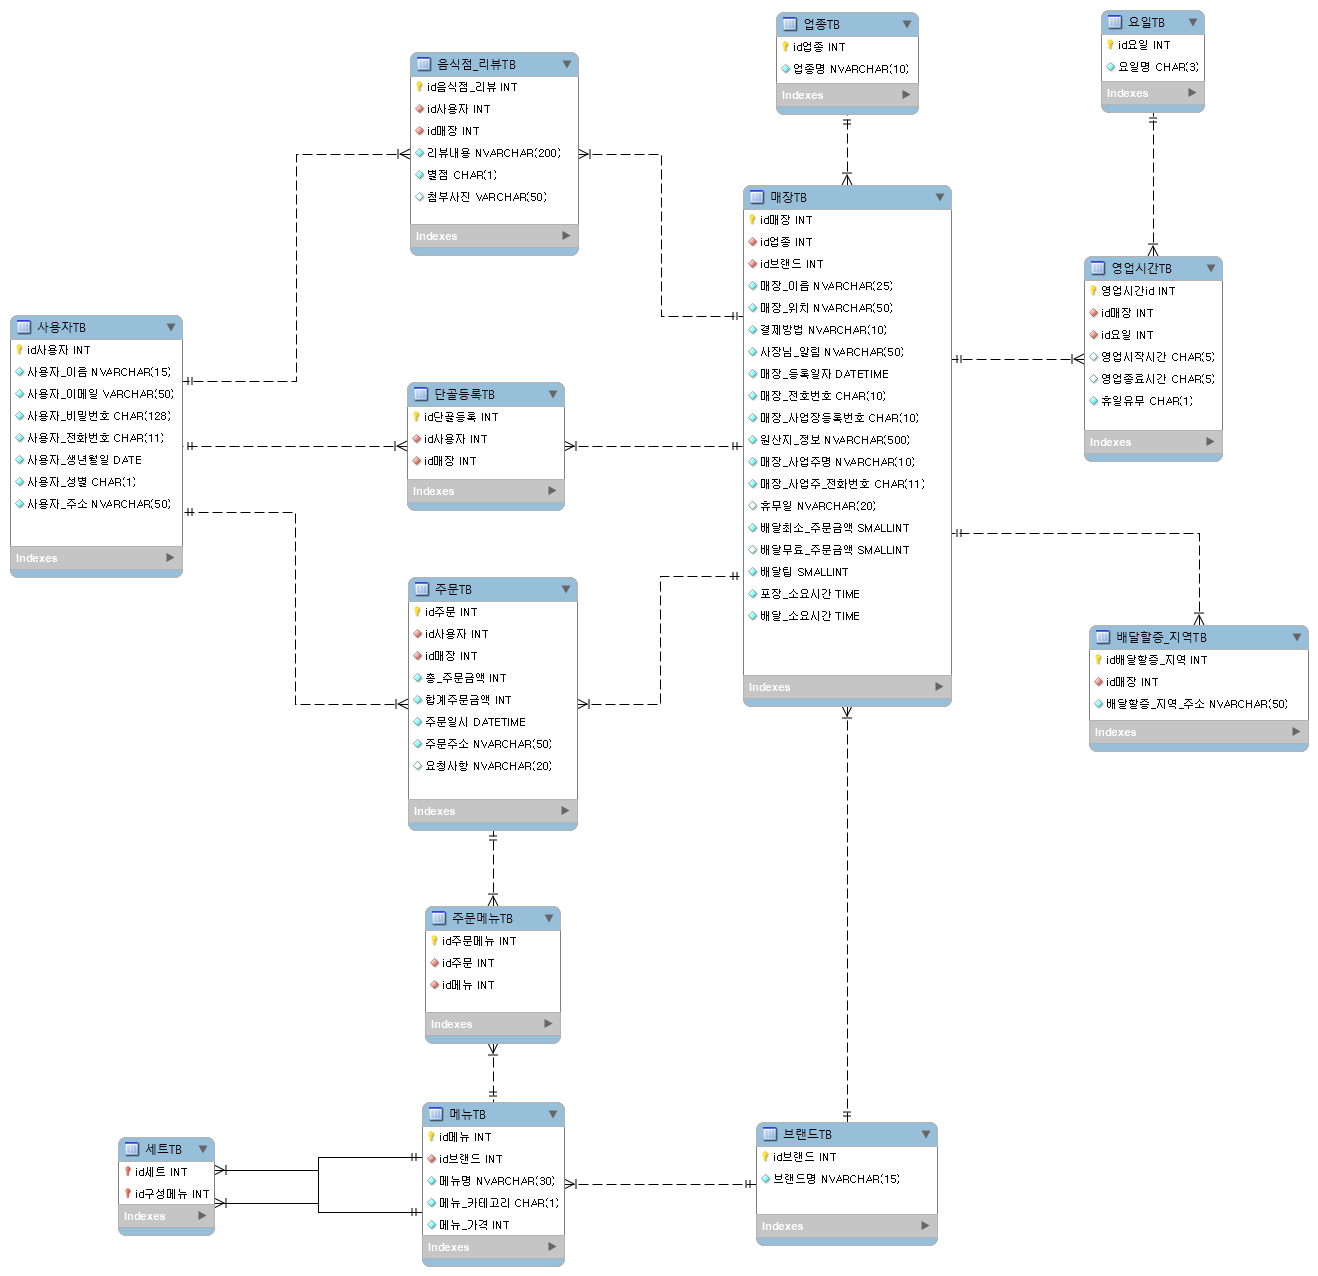 업종TB
id업종 INT
업종명 NVARCHAR(10)
Indexes
요일TB
id요일 INT
요일명 CHAR(3)
Indexes
음식점_리뷰TB
id음식점_리뷰 INT
id사용자 INT
id매장 INT
리뷰내용 NVARCHAR(200)
별점 CHAR(1)
첨부사진 VARCHAR(50)
Indexes
매장TB
id매장 INT
id업종 INT
id브랜드 INT
매장_이름 NVARCHAR(25)
매장_위치 NVARCHAR(50)
결제방법 NVARCHAR(10)
사장님_알림 NVARCHAR(50)
매장_등록일자 DATETIME
매장_전호번호 CHAR(10)
매장_사업장등록번호 CHAR(10)
원산지_정보 NVARCHAR(500)
매장_사업주명 NVARCHAR(10)
매장_사업주_전화번호 CHAR(11)
휴무일 NVARCHAR(20)
배달최소_주문금액 SMALLINT
배달무료_주문금액 SMALLINT
배달팁 SMALLINT
포장_소요시간 TIME
배달_소요시간 TIME
Indexes
영업시간TB
영업시간id INT
id매장 INT
id요일 INT
영업시작시간 CHAR(5)
영업종료시간 CHAR(5)
휴일유무 CHAR(1)
Indexes
사용자TB
id사용자 INT
사용자_이름 NVARCHAR(15)
사용자_이메일 VARCHAR(50)
사용자_비밀번호 CHAR(128)
사용자_전화번호 CHAR(11)
사용자_생년월일 DATE
사용자_성별 CHAR(1)
사용자_주소 NVARCHAR(50)
Indexes
단골등록TB
id단골등록 INT
id사용자 INT
id매장 INT
Indexes
주문TB
id주문 INT
id사용자 INT
id매장 INT
총_주문금액 INT
합계주문금액 INT
주문일시 DATETIME
주문주소 NVARCHAR(50)
요청사항 NVARCHAR(20)
Indexes
배달할증_지역TB
id배달할증_지역 INT
id매장 INT
배달할증_지역_주소 NVARCHAR(50)
Indexes
주문메뉴TB
id주문메뉴 INT
id주문 INT
id메뉴 INT
Indexes
메뉴TB
id메뉴 INT
id브랜드 INT
메뉴명 NVARCHAR(30)
메뉴_카테고리 CHAR(1)
메뉴_가격 INT
Indexes
세트TB
id세트 INT
id구성메뉴 INT
Indexes
브랜드TB
id브랜드 INT
브랜드명 NVARCHAR(15)
Indexes